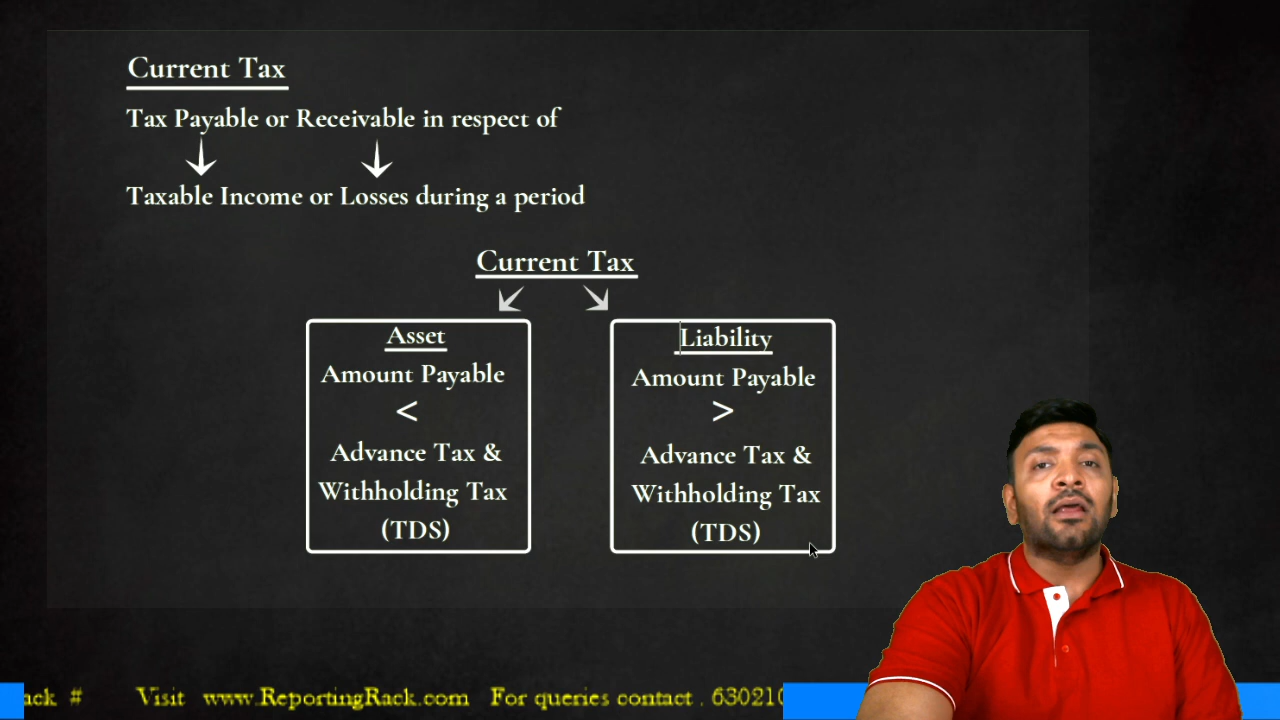 Current Tax
Tax Payable or Receivable in respect of
Taxable Income or Losses during a period
Current Tax
Asset
Amount Payable
<
Advance Tax &
Withholding Tax
(TDS)
Liability
Amount Payable
>
Advance Tax &
Withholding Tax
(TDS)
# Visit www.ReportingRack.com For queries contact . 630210